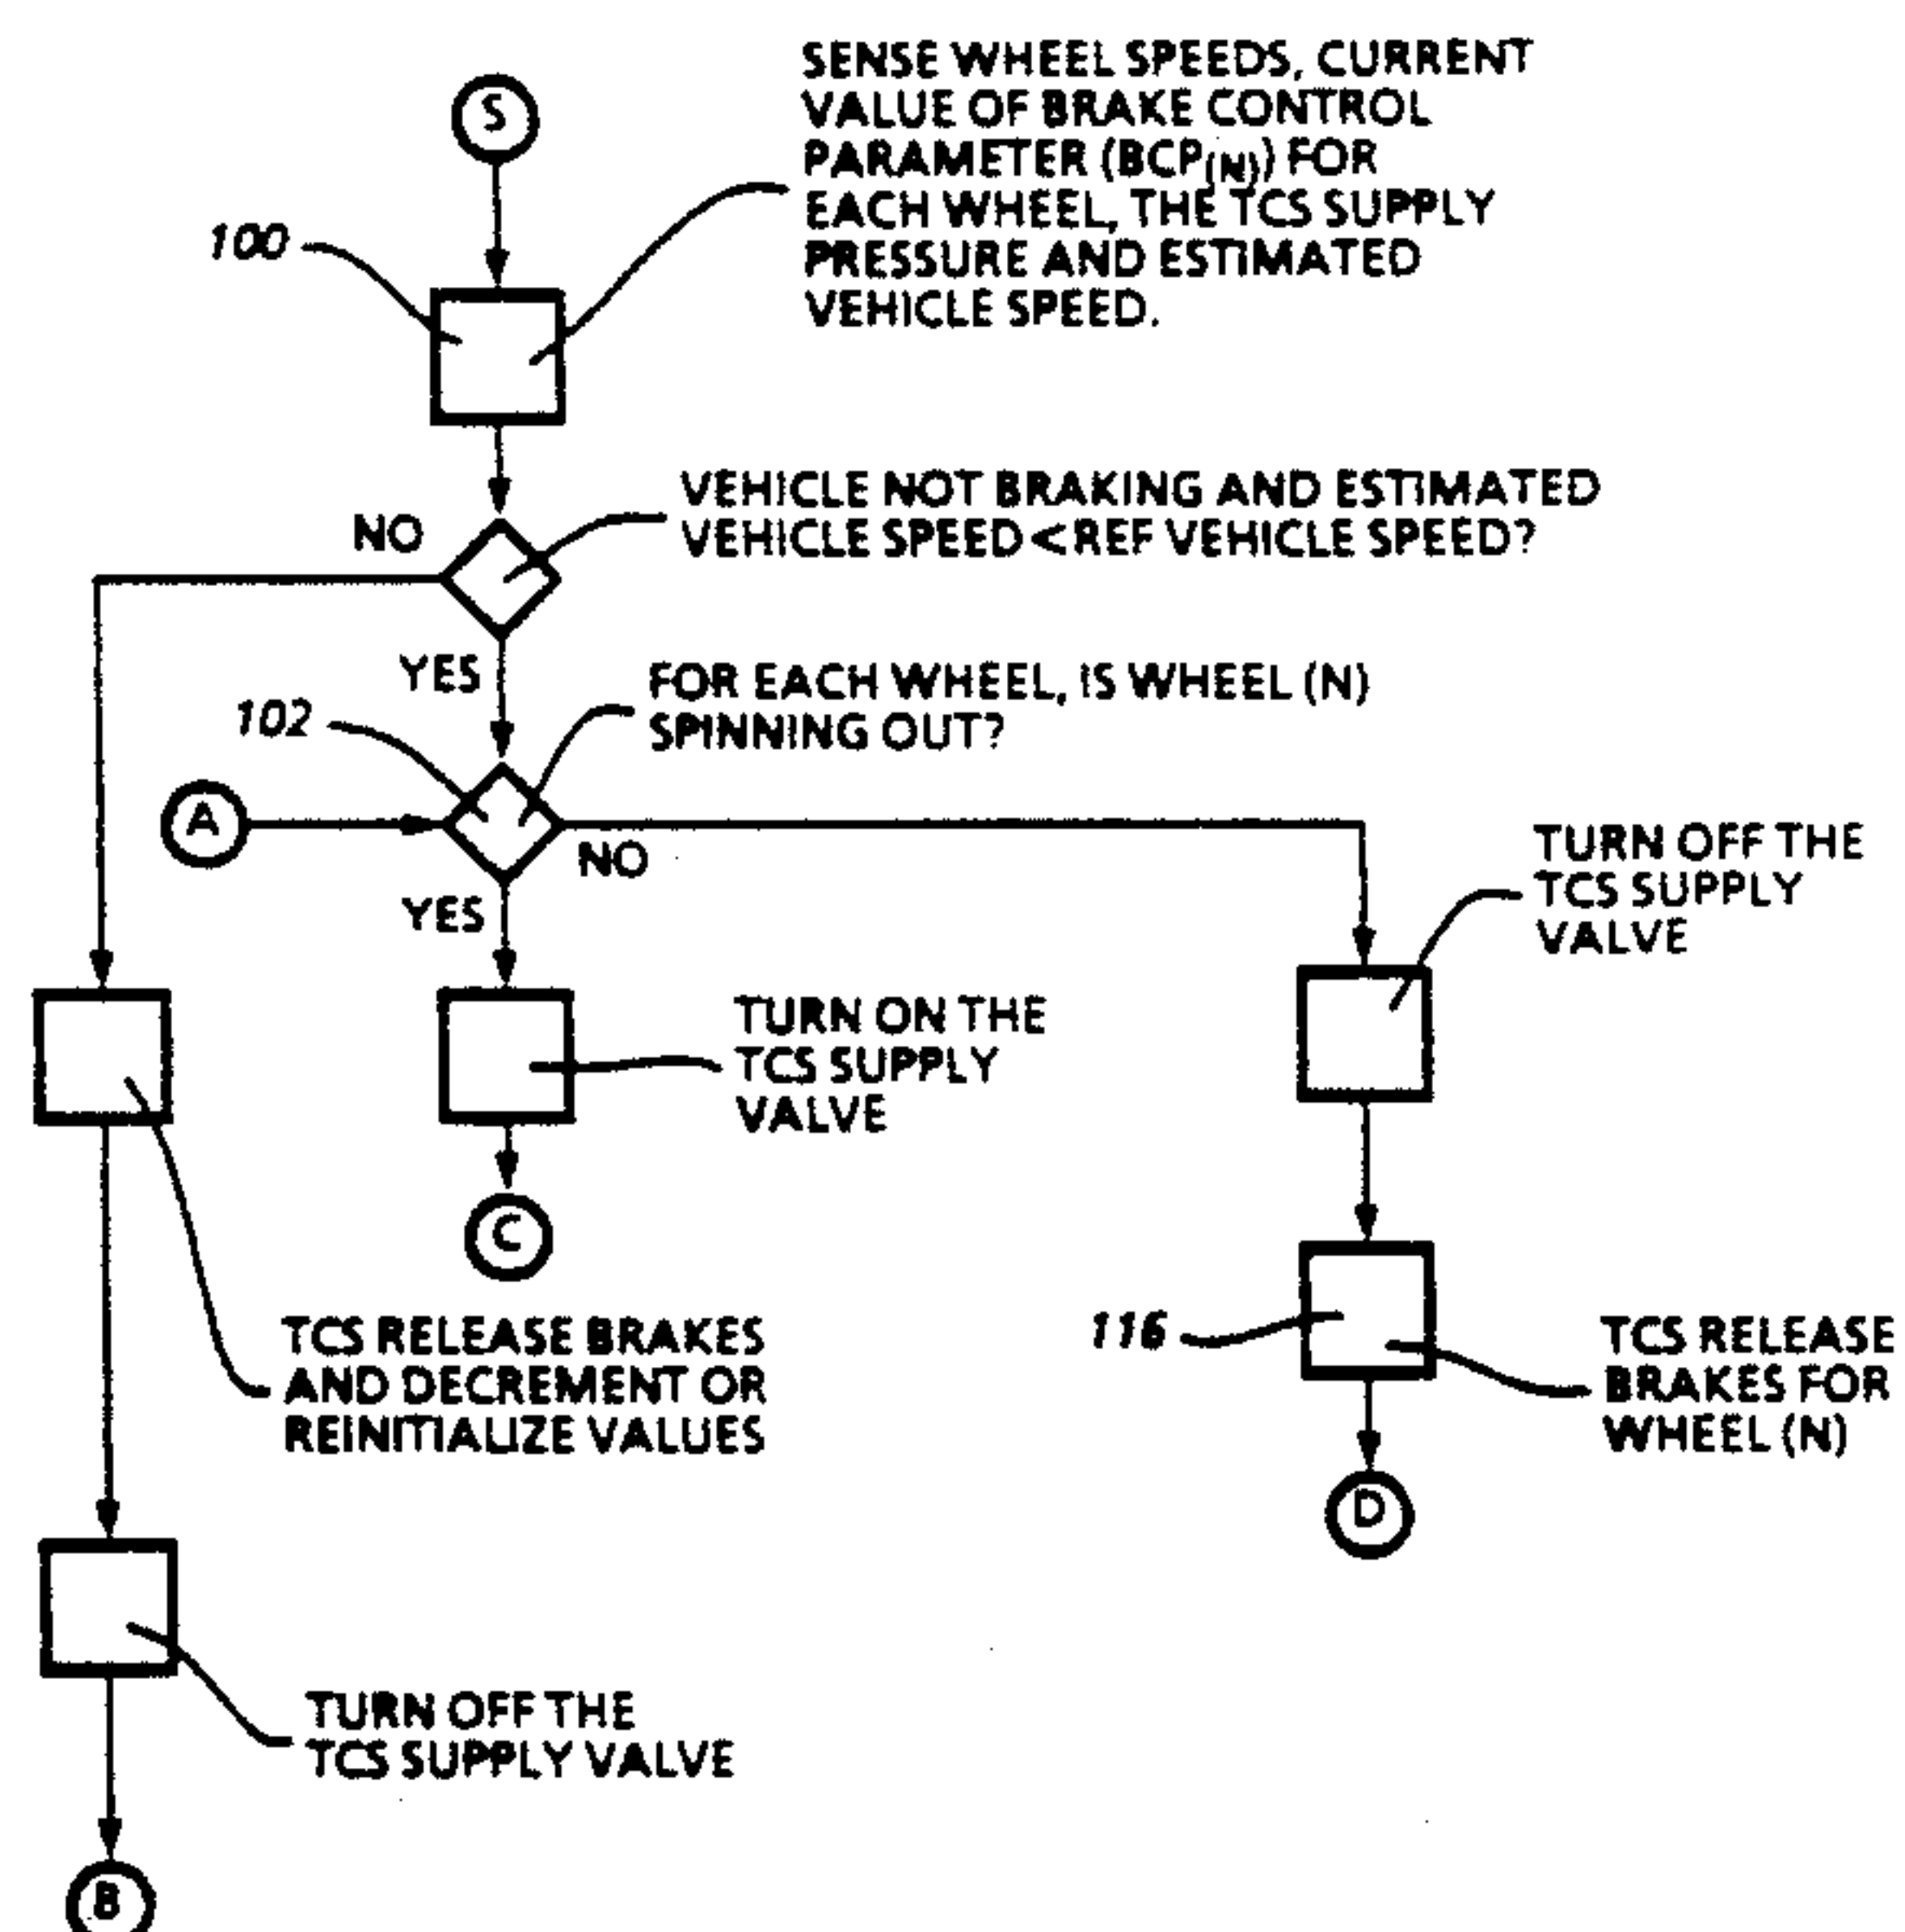 S
SENSE WHEEL SPEEDS, CURRENT
VALUE OF BRAKE CONTROL
PARAMETER (BCP(N)) FOR
EACH WHEEL, THE TCS SUPPLY
PRESSURE AND ESTIMATED
VEHICLE SPEED.
100
VEHICLE NOT BRAKING AND ESTIMATED
VEHICLE SPEED < REF VEHICLE SPEED?
NO
YES
FOR EACH WHEEL, IS WHEEL (N)
SPINNING OUT?
102
A
NO
YES
TURN OFF THE
TCS SUPPLY
VALVE
TURN ON THE
TCS SUPPLY
VALVE
C
TCS RELEASE BRAKES
AND DECREMENT OR
REINITIALIZE VALUES
116
TCS RELEASE
BRAKES FOR
WHEEL (N)
D
TURN OFF THE
TCS SUPPLY VALVE
B